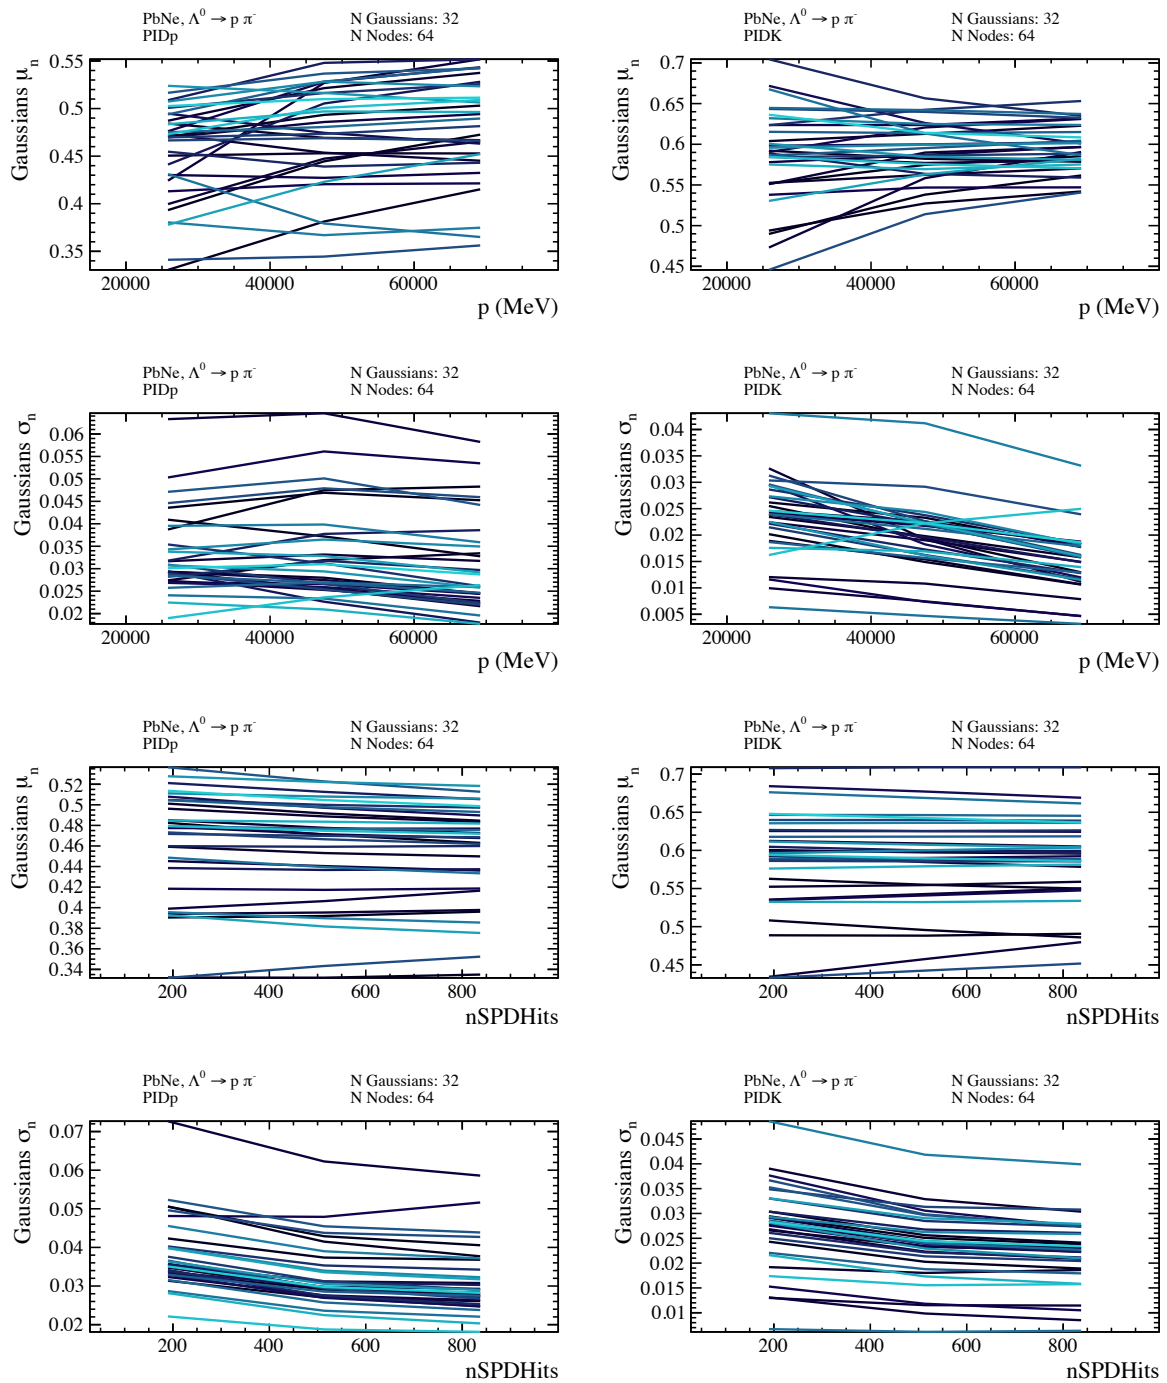 PbNe, Λ⁰ → p π⁻ N Gaussians: 32
PIDp N Nodes: 64
Gaussians μₙ
0.55
0.5
0.45
0.4
0.35
20000 40000 60000
p (MeV)
PbNe, Λ⁰ → p π⁻ N Gaussians: 32
PIDK N Nodes: 64
Gaussians μₙ
0.7
0.65
0.6
0.55
0.5
0.45
20000 40000 60000
p (MeV)
PbNe, Λ⁰ → p π⁻ N Gaussians: 32
PIDp N Nodes: 64
Gaussians σₙ
0.06
0.055
0.05
0.045
0.04
0.035
0.03
0.025
0.02
20000 40000 60000
p (MeV)
PbNe, Λ⁰ → p π⁻ N Gaussians: 32
PIDK N Nodes: 64
Gaussians σₙ
0.04
0.035
0.03
0.025
0.02
0.015
0.01
0.005
20000 40000 60000
p (MeV)
PbNe, Λ⁰ → p π⁻ N Gaussians: 32
PIDp N Nodes: 64
Gaussians μₙ
0.52
0.5
0.48
0.46
0.44
0.42
0.4
0.38
0.36
0.34
200 400 600 800
nSPDHits
PbNe, Λ⁰ → p π⁻ N Gaussians: 32
PIDK N Nodes: 64
Gaussians μₙ
0.7
0.65
0.6
0.55
0.5
0.45
200 400 600 800
nSPDHits
PbNe, Λ⁰ → p π⁻ N Gaussians: 32
PIDp N Nodes: 64
Gaussians σₙ
0.07
0.06
0.05
0.04
0.03
0.02
200 400 600 800
nSPDHits
PbNe, Λ⁰ → p π⁻ N Gaussians: 32
PIDK N Nodes: 64
Gaussians σₙ
0.045
0.04
0.035
0.03
0.025
0.02
0.015
0.01
200 400 600 800
nSPDHits